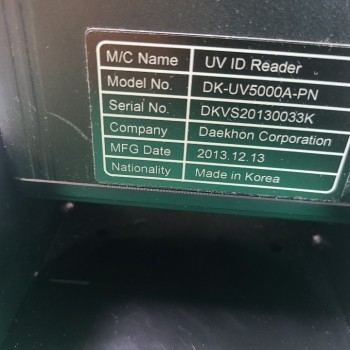 M/C Name UV ID Reader
Model No. DK-UV5000A-PN
Serial No. DKVS20130033K
Company Daekhon Corporation
MFG Date 2013.12.13
Nationality Made in Korea